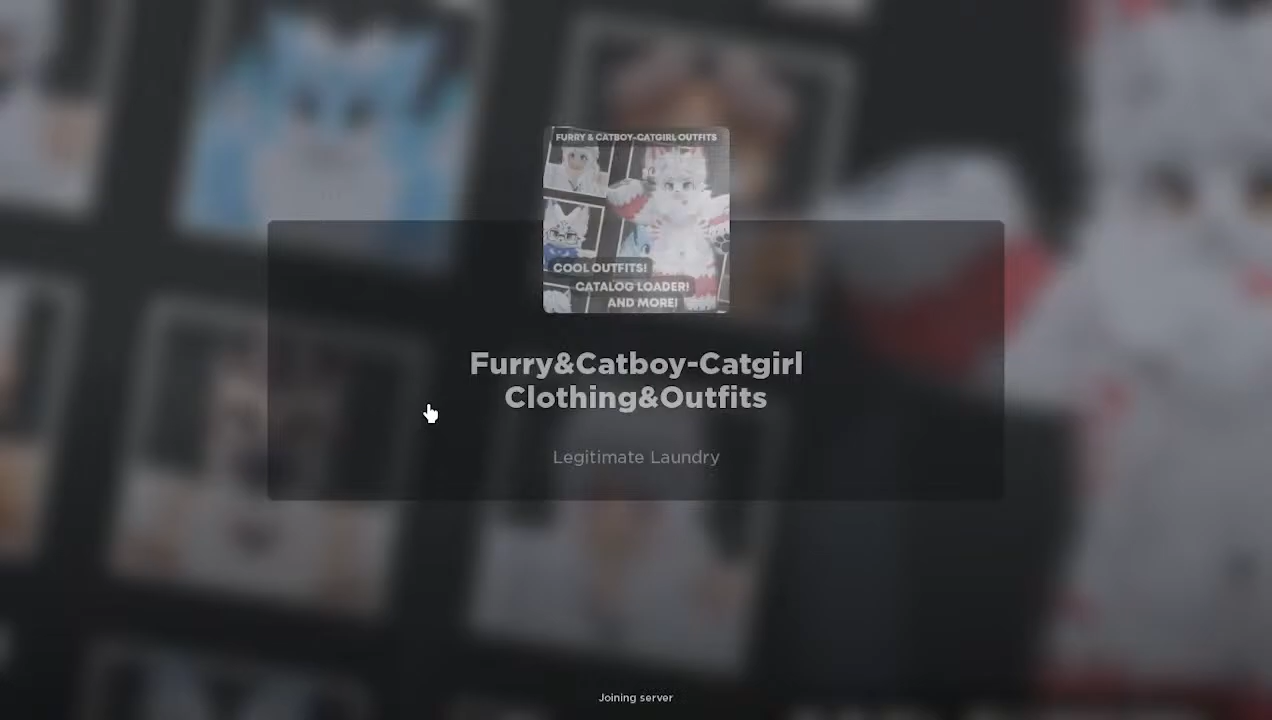 FURRY & CATBOY-CATGIRL OUTFITS
COOL OUTFITS!
CATALOG LOADER!
AND MORE!
Furry&Catboy-Catgirl
Clothing&Outfits
Legitimate Laundry
Joining server